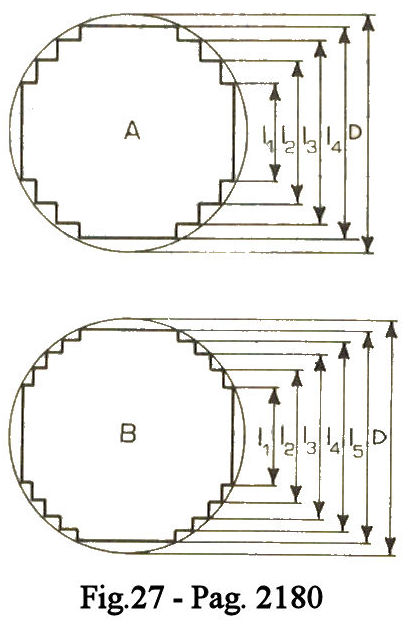 A
l1 l2 l3 l4 D
B
l1 l2 l3 l4 l5 D
Fig.27 - Pag. 2180